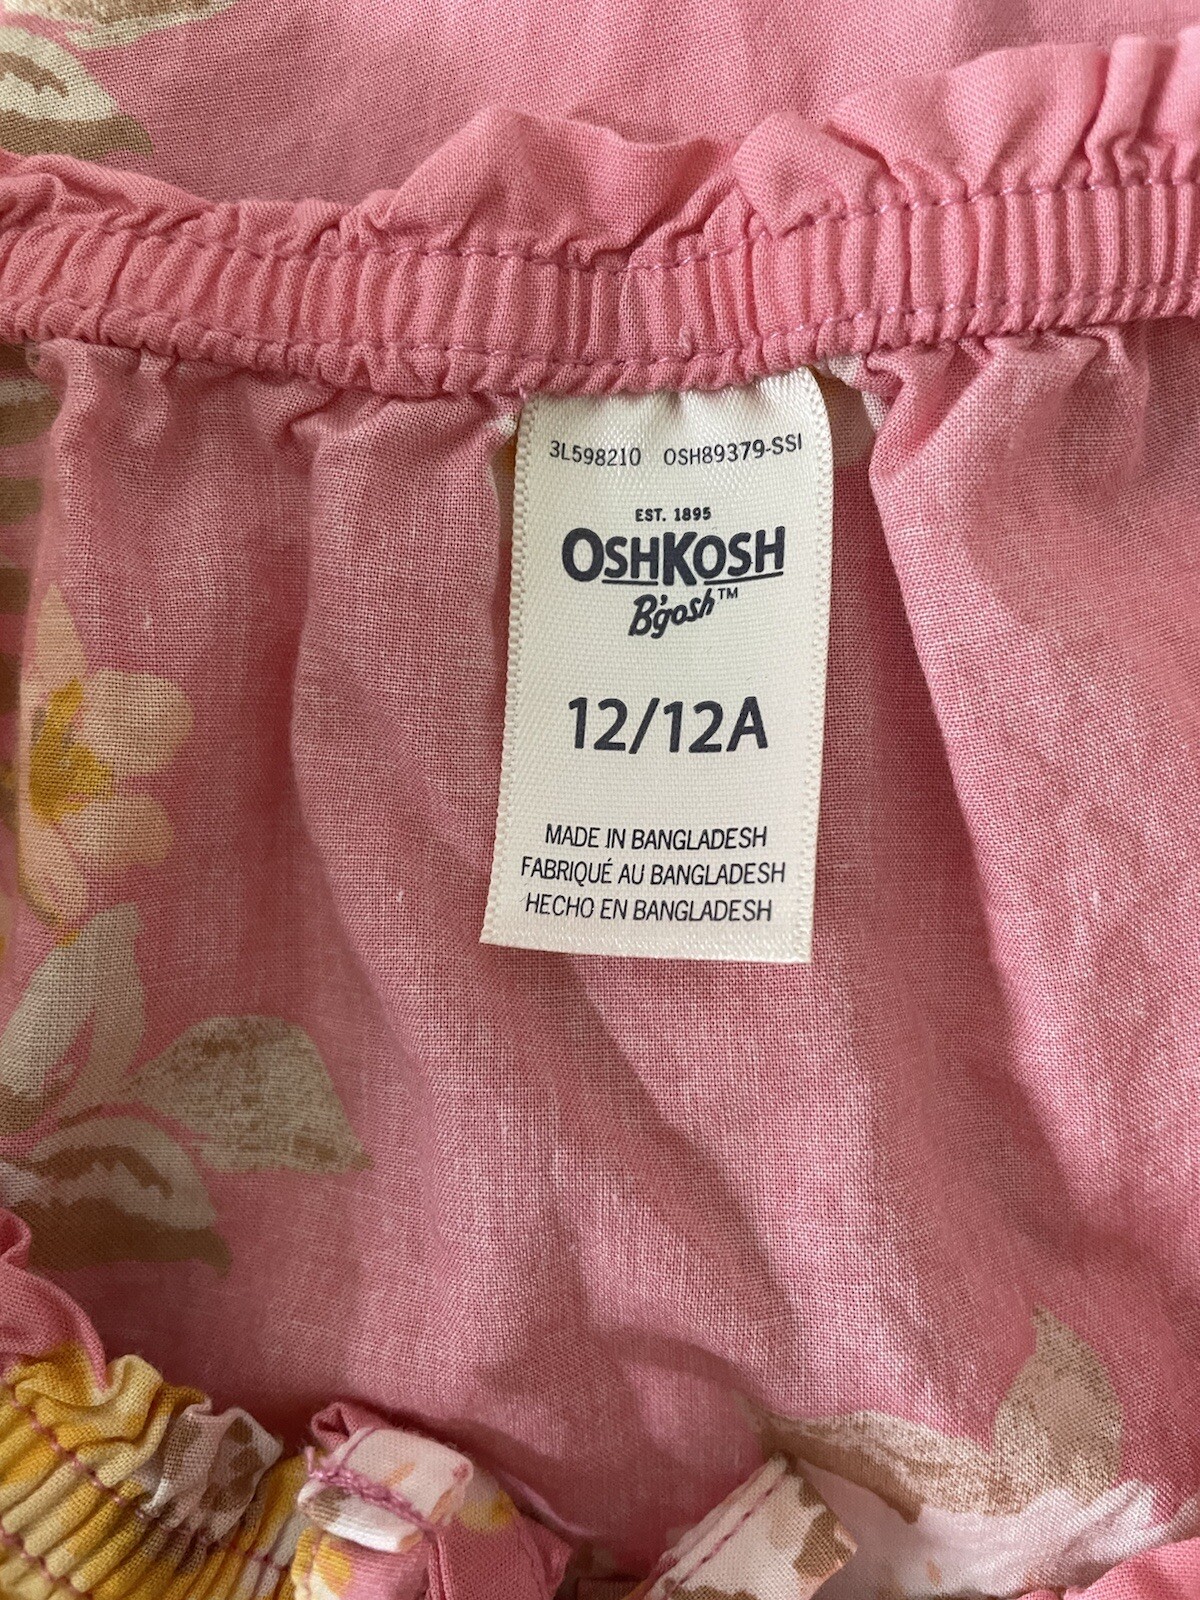 3L598210 OSH89379-SSI
EST. 1895
OSHKOSH
B'gosh™
12/12A
MADE IN BANGLADESH
FABRIQUÉ AU BANGLADESH
HECHO EN BANGLADESH